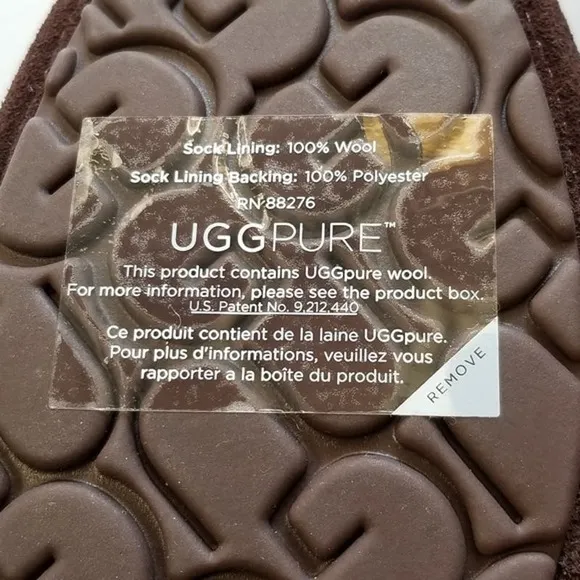 Sock Lining: 100% Wool
Sock Lining Backing: 100% Polyester
RN 88276
UGGPURE™
This product contains UGGpure wool.
For more information, please see the product box.
U.S. Patent No. 9,212,440
Ce produit contient de la laine UGGpure.
Pour plus d'informations, veuillez vous
rapporter a la boîte du produit.
REMOVE